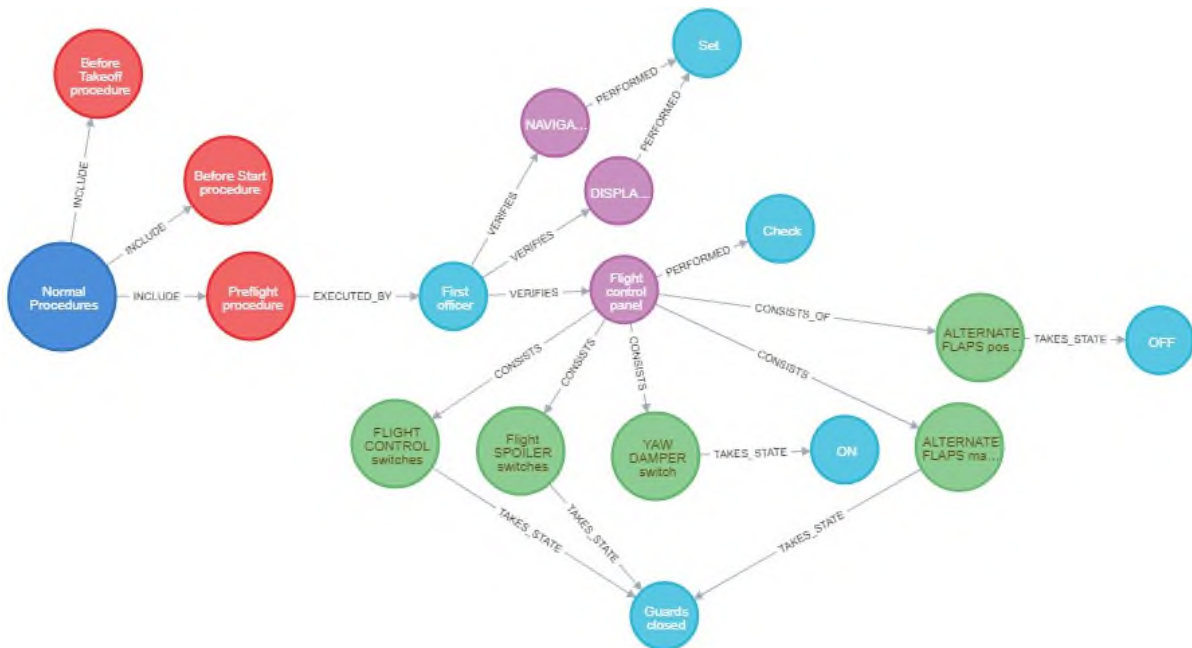 Before
Takeoff
procedure
INCLUDE
Before Start
procedure
INCLUDE
Normal
Procedures
INCLUDE
Preflight
procedure
EXECUTED_BY
First
officer
VERIFIES
NAVIGA...
PERFORMED
Set
VERIFIES
DISPLA...
PERFORMED
VERIFIES
Flight
control
panel
PERFORMED
Check
CONSISTS_OF
ALTERNATE
FLAPS pos ...
TAKES_STATE
OFF
CONSISTS
FLIGHT
CONTROL
switches
CONSISTS
Flight
SPOILER
switches
CONSISTS
YAW
DAMPER
switch
TAKES_STATE
ON
CONSISTS
ALTERNATE
FLAPS ma...
TAKES_STATE
TAKES_STATE
TAKES_STATE
Guards
closed